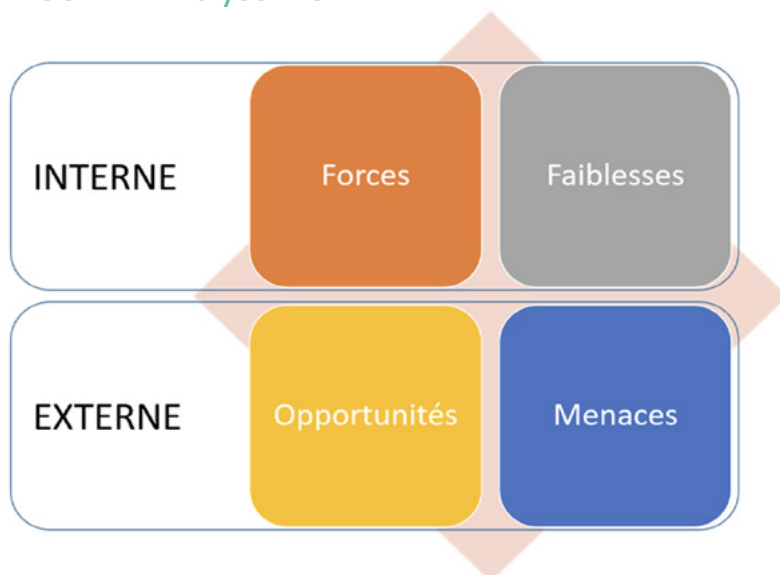 INTERNE
Forces
Faiblesses
EXTERNE
Opportunités
Menaces